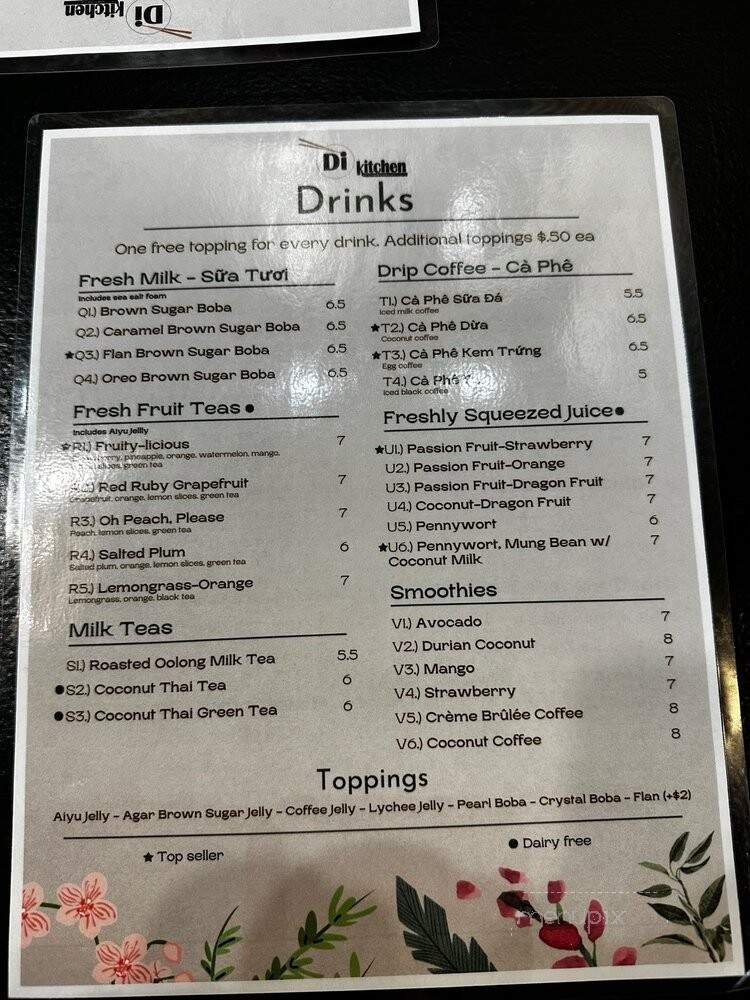 Di kitchen
Di kitchen
Drinks
One free topping for every drink. Additional toppings $.50 ea
Fresh Milk - Sữa Tươi
Includes sea salt foam
Q1.) Brown Sugar Boba 6.5
Q2.) Caramel Brown Sugar Boba 6.5
★Q3.) Flan Brown Sugar Boba 6.5
Q4.) Oreo Brown Sugar Boba 6.5
Fresh Fruit Teas ●
Includes Aiyu Jellly
★R1.) Fruity-licious 7
pineapple, orange, watermelon, mango,
slices, green tea
Red Ruby Grapefruit 7
Grapefruit, orange, lemon slices, green tea
R3.) Oh Peach, Please 7
Peach, lemon slices, green tea
R4.) Salted Plum 6
Salted plum, orange, lemon slices, green tea
R5.) Lemongrass-Orange 7
Lemongrass, orange, black tea
Milk Teas
S1.) Roasted Oolong Milk Tea 5.5
●S2.) Coconut Thai Tea 6
●S3.) Coconut Thai Green Tea 6
Drip Coffee - Cà Phê
T1.) Cà Phê Sữa Đá 5.5
Iced milk coffee
★T2.) Cà Phê Dừa 6.5
Coconut coffee
★T3.) Cà Phê Kem Trứng 6.5
Egg coffee
T4.) Cà Phê 5
Iced black coffee
Freshly Squeezed Juice●
★U1.) Passion Fruit-Strawberry 7
U2.) Passion Fruit-Orange 7
U3.) Passion Fruit-Dragon Fruit 7
U4.) Coconut-Dragon Fruit 7
U5.) Pennywort 6
★U6.) Pennywort, Mung Bean w/ 7
Coconut Milk
Smoothies
V1.) Avocado 7
V2.) Durian Coconut 8
V3.) Mango 7
V4.) Strawberry 7
V5.) Crème Brûlée Coffee 8
V6.) Coconut Coffee 8
Toppings
Aiyu Jelly - Agar Brown Sugar Jelly - Coffee Jelly - Lychee Jelly - Pearl Boba - Crystal Boba - Flan (+$2)
★ Top seller
● Dairy free
menupix